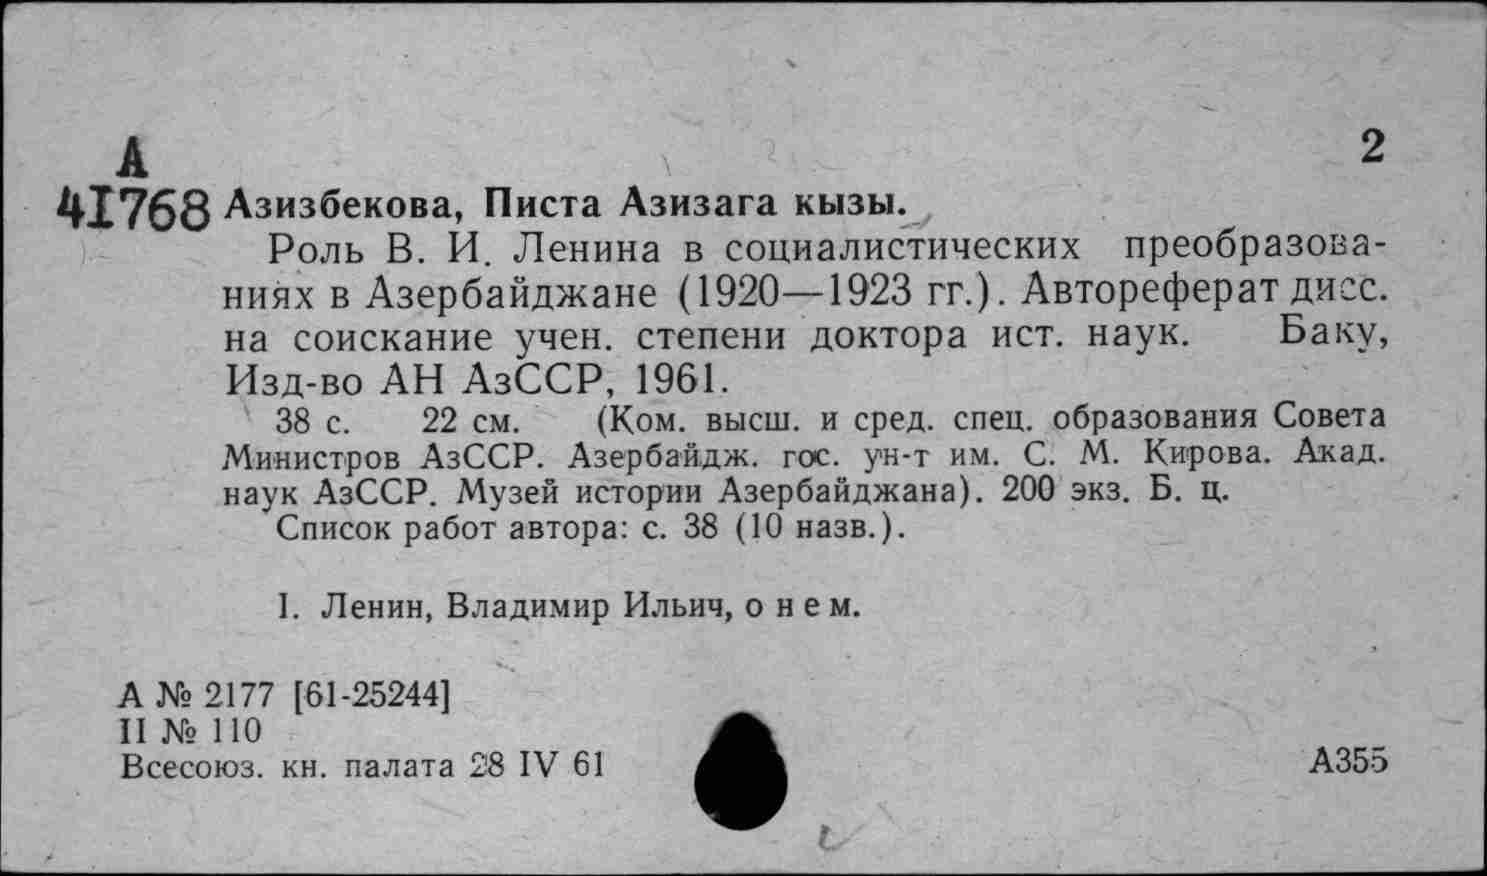 А
41768
2
Азизбекова, Писта Азизага кызы.
Роль В. И. Ленина в социалистических преобразова-
ниях в Азербайджане (1920—1923 гг.). Автореферат дисс.
на соискание учен. степени доктора ист. наук. Баку,
Изд-во АН АзССР, 1961.
38 с. 22 см. (Ком. высш. и сред. спец. образования Совета
Министров АзССР. Азербайдж. гос. ун-т им. С. М. Кирова. Акад.
наук АзССР. Музей истории Азербайджана). 200 экз. Б. ц.
Список работ автора: с. 38 (10 назв.).
1. Ленин, Владимир Ильич, о нем.
А № 2177 [61-25244]
II № 110
Всесоюз. кн. палата 28 IV 61
А355